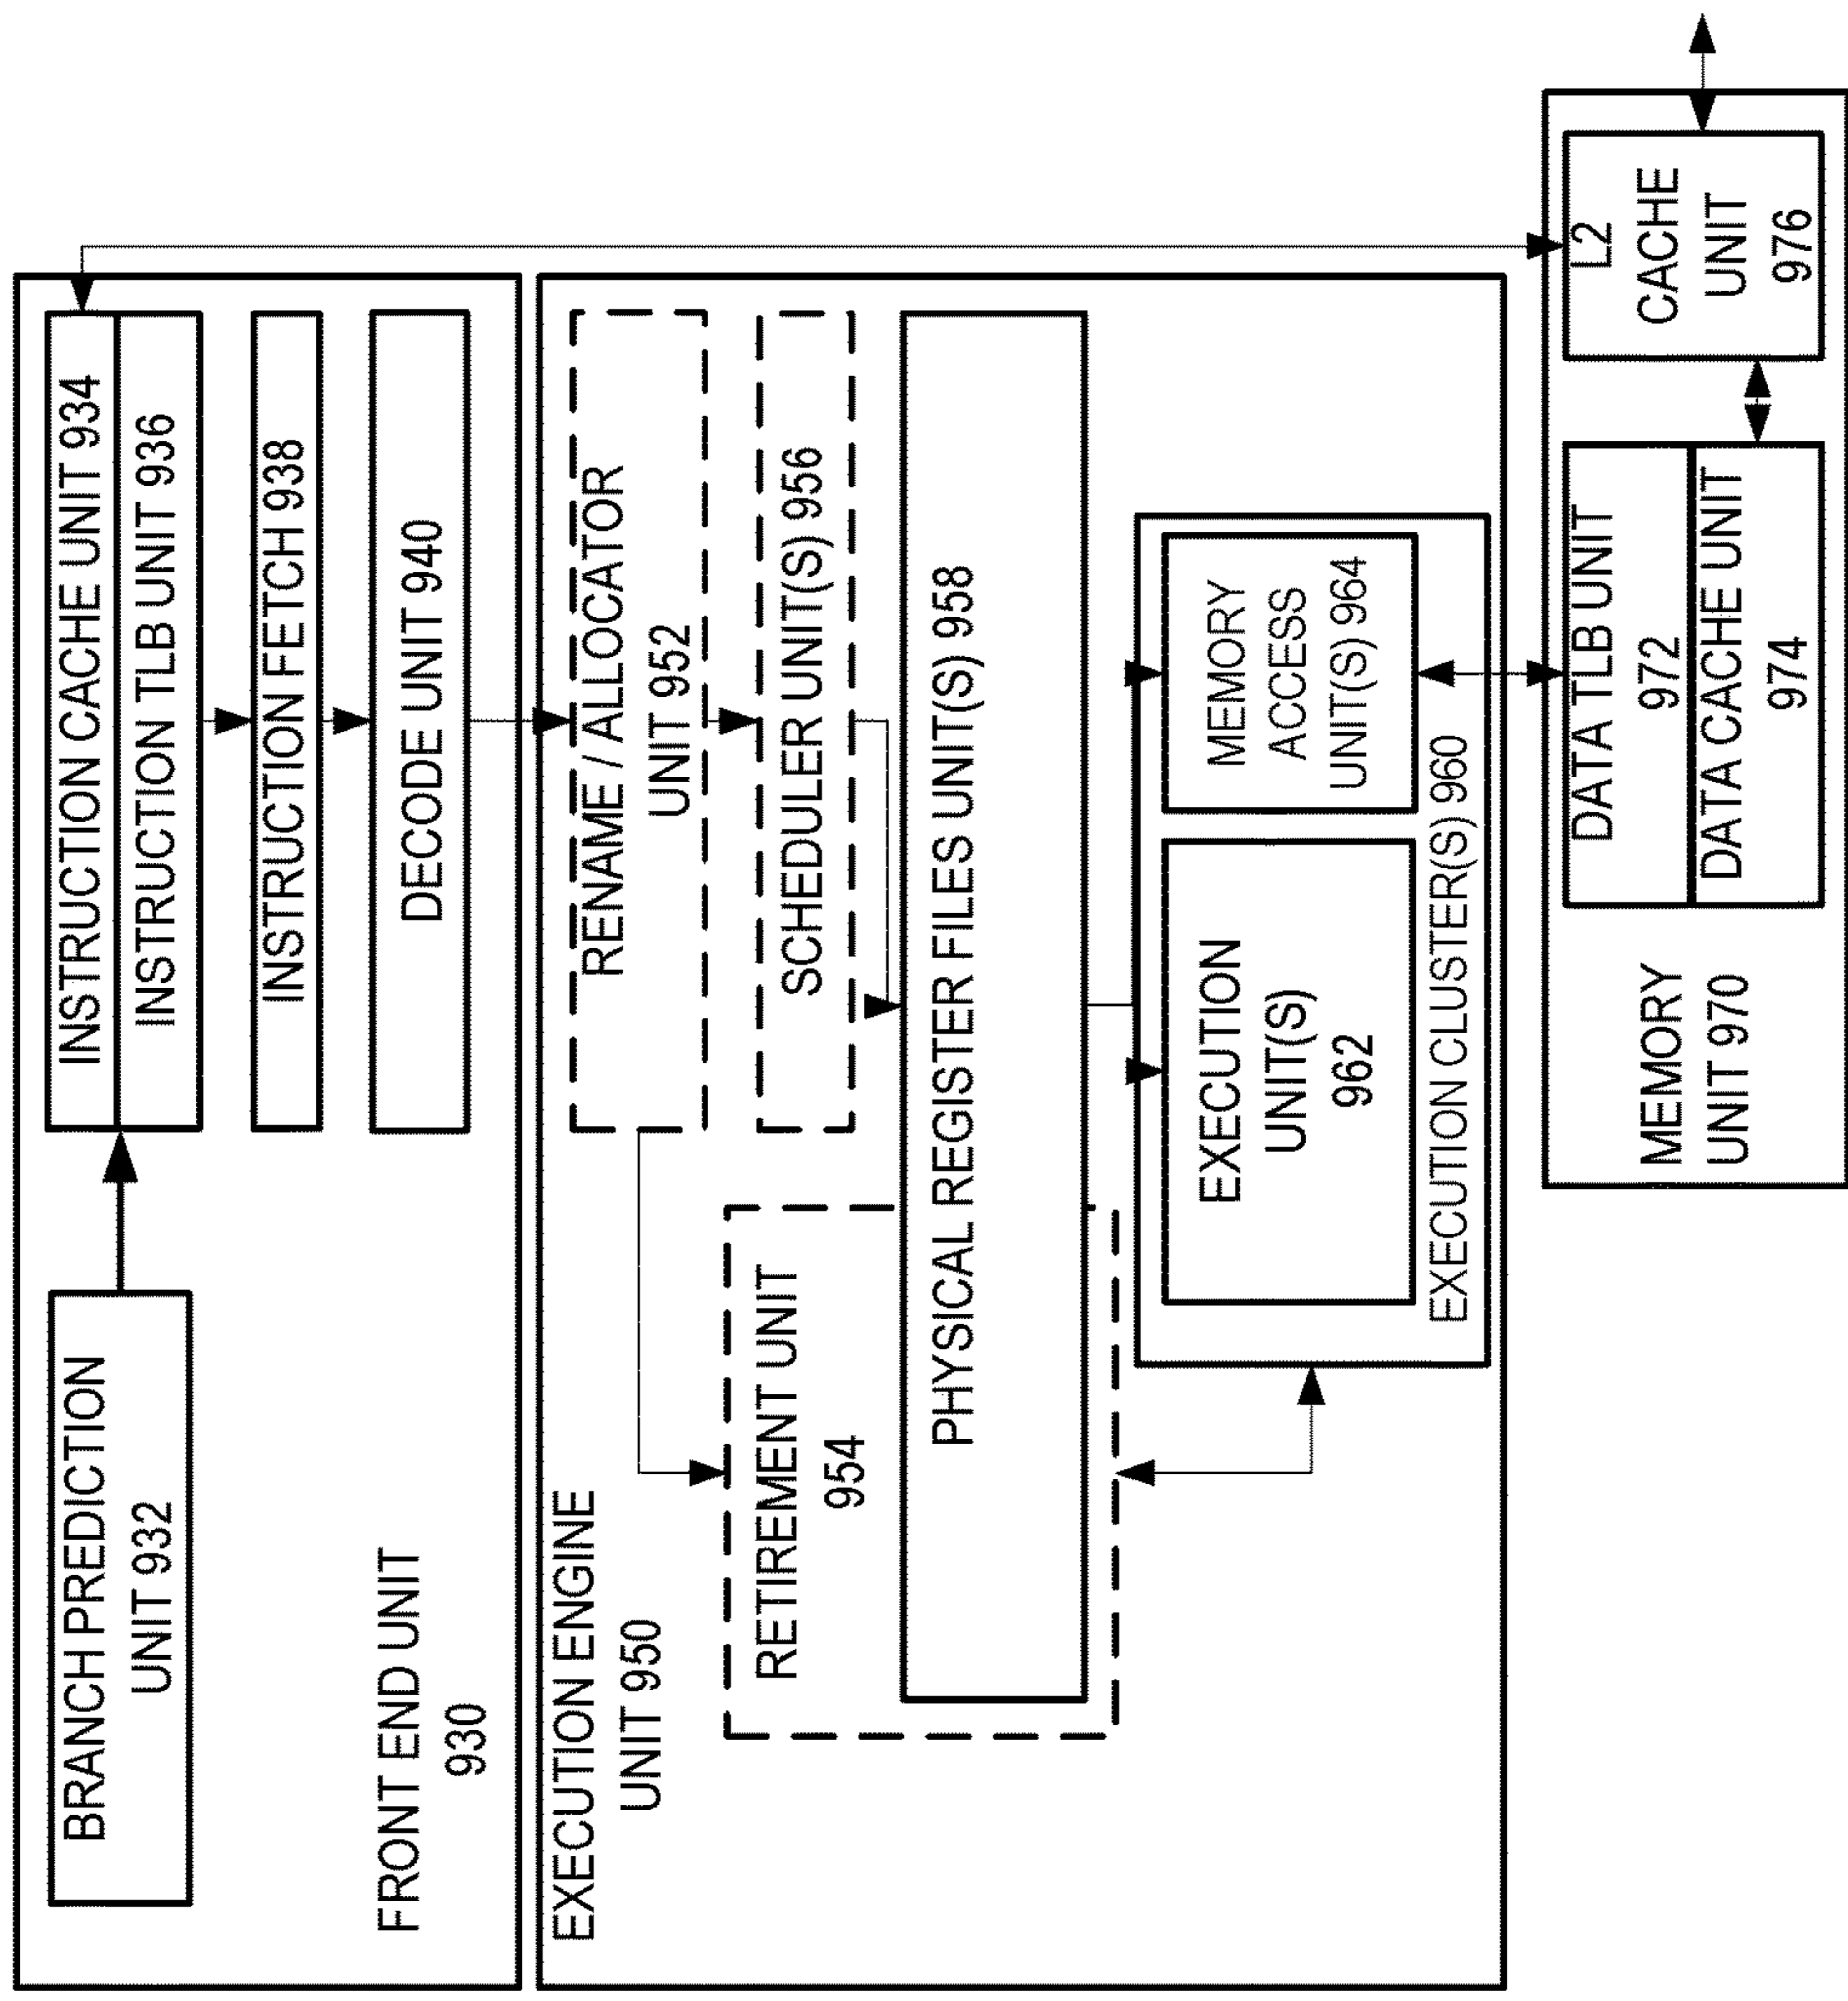 BRANCH PREDICTION
UNIT 932
INSTRUCTION CACHE UNIT 934
INSTRUCTION TLB UNIT 936
INSTRUCTION FETCH 938
DECODE UNIT 940
FRONT END UNIT
930
EXECUTION ENGINE
UNIT 950
RENAME / ALLOCATOR
UNIT 952
RETIREMENT UNIT
954
SCHEDULER UNIT(S) 956
PHYSICAL REGISTER FILES UNIT(S) 958
EXECUTION
UNIT(S)
962
MEMORY
ACCESS
UNIT(S) 964
EXECUTION CLUSTER(S) 960
MEMORY
UNIT 970
DATA TLB UNIT
972
DATA CACHE UNIT
974
L2
CACHE
UNIT
976